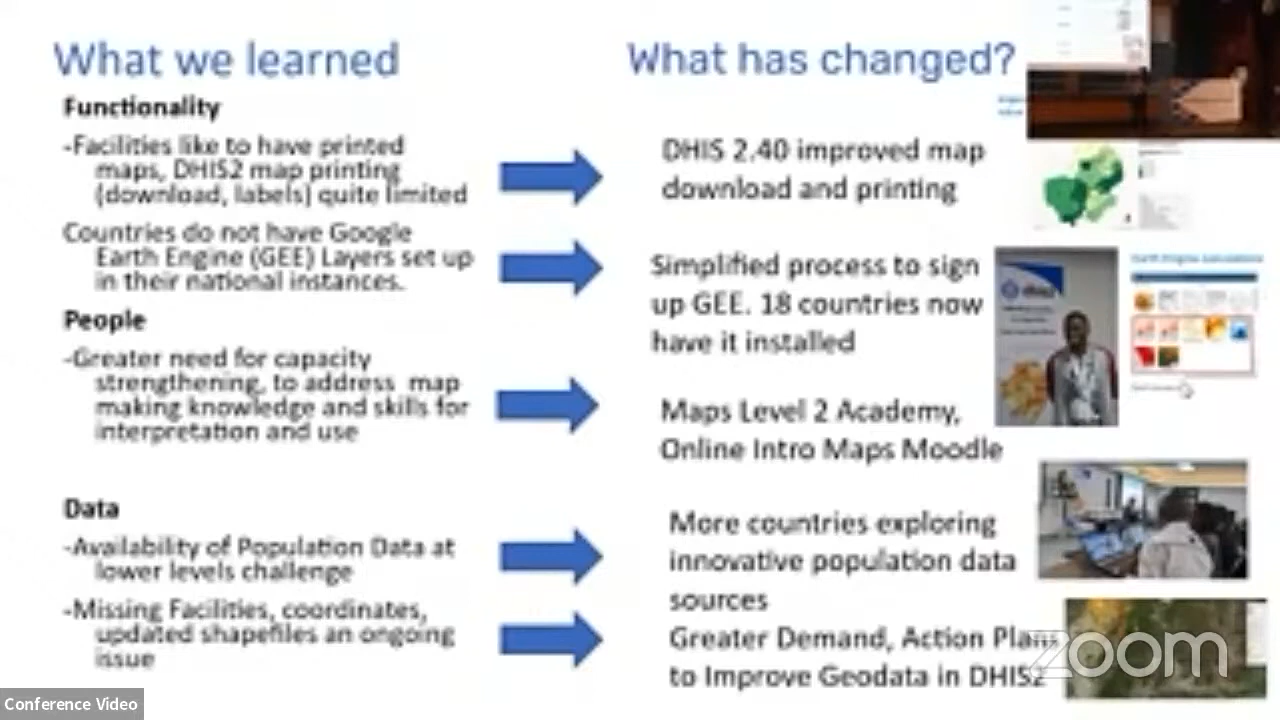 What we learned
Functionality
-Facilities like to have printed
maps, DHIS2 map printing
(download, labels) quite limited
Countries do not have Google
Earth Engine (GEE) Layers set up
in their national instances.
People
-Greater need for capacity
strengthening, to address map
making knowledge and skills for
interpretation and use
Data
-Availability of Population Data at
lower levels challenge
-Missing Facilities, coordinates,
updated shapefiles an ongoing
issue
What has changed?
DHIS 2.40 improved map
download and printing
Simplified process to sign
up GEE. 18 countries now
have it installed
Maps Level 2 Academy,
Online Intro Maps Moodle
More countries exploring
innovative population data
sources
Greater Demand, Action Plans
to Improve Geodata in DHIS2
zoom
Conference Video